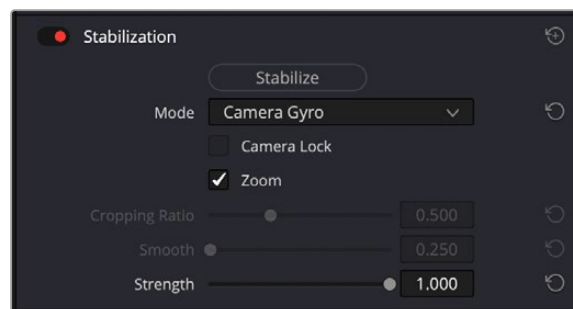 Stabilization
Stabilize
Mode Camera Gyro
Camera Lock
Zoom
Cropping Ratio 0.500
Smooth 0.250
Strength 1.000